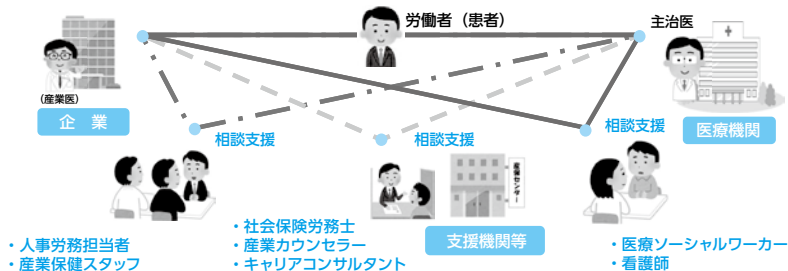 労働者（患者）
主治医
（産業医）
企　業
医療機関
相談支援
相談支援
相談支援
産保センター
支援機関等
・人事労務担当者
・産業保健スタッフ
・社会保険労務士
・産業カウンセラー
・キャリアコンサルタント
・医療ソーシャルワーカー
・看護師